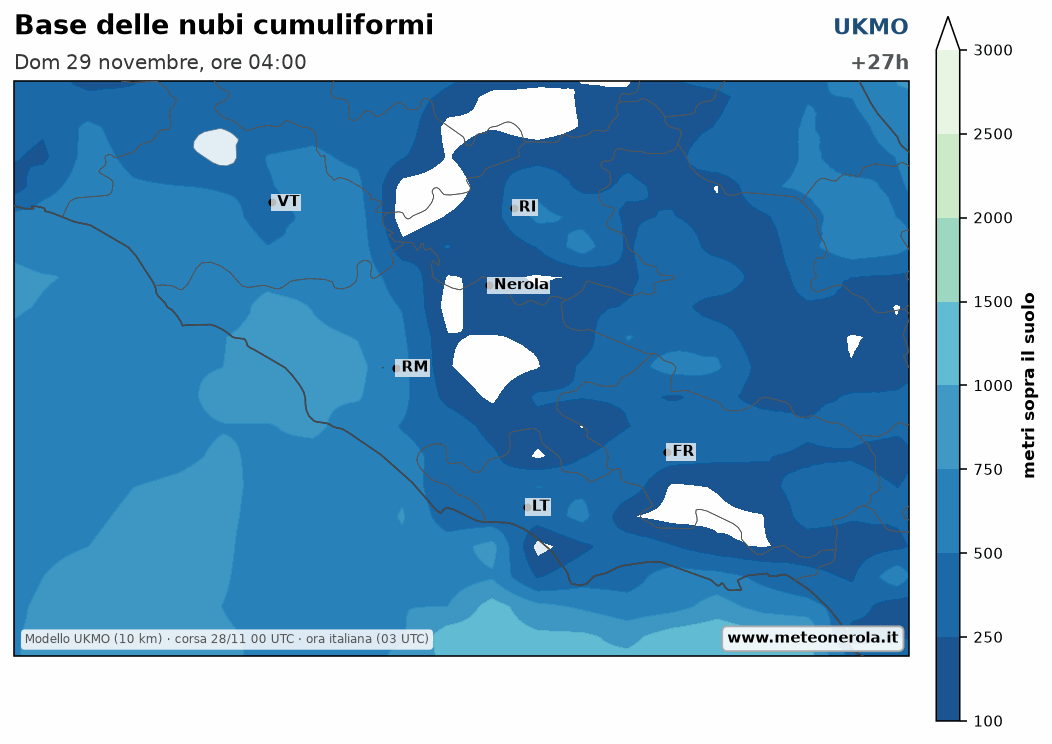 Base delle nubi cumuliformi
UKMO
Dom 29 novembre, ore 04:00
+27h
3000
2500
2000
1500
1000
750
500
250
100
metri sopra il suolo
VT
RI
Nerola
RM
FR
LT
Modello UKMO (10 km) · corsa 28/11 00 UTC · ora italiana (03 UTC)
www.meteonerola.it